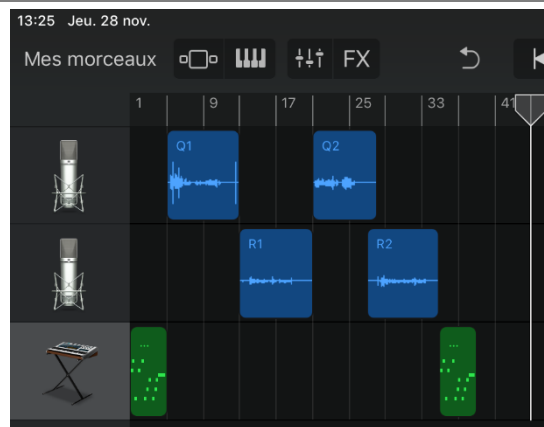 13:25 Jeu. 28 nov.
Mes morceaux FX
1 9 17 25 33 41
Q1 Q2
R1 R2
... ...